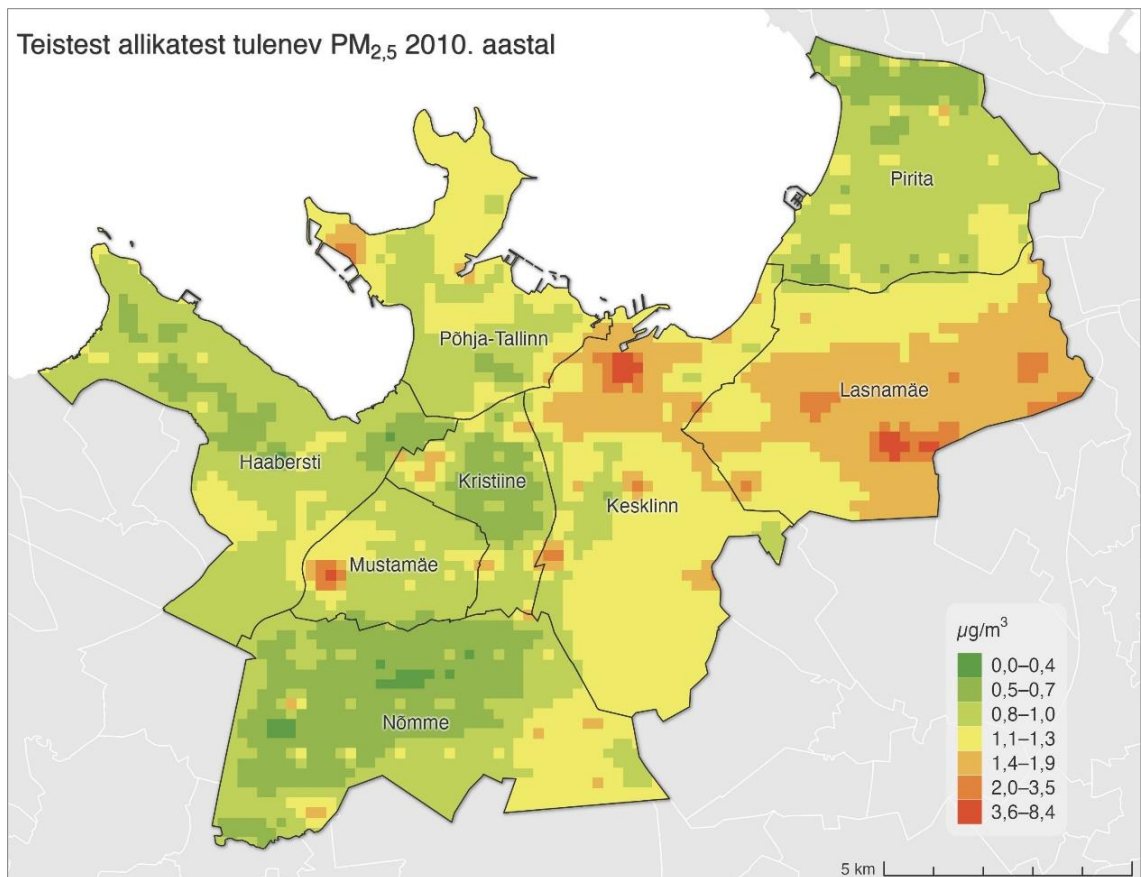 Teistest allikatest tulenev PM2,5 2010. aastal
Pirita
Põhja-Tallinn
Lasnamäe
Haabersti
Kristiine
Kesklinn
Mustamäe
Nõmme
µg/m³
0,0–0,4
0,5–0,7
0,8–1,0
1,1–1,3
1,4–1,9
2,0–3,5
3,6–8,4
5 km